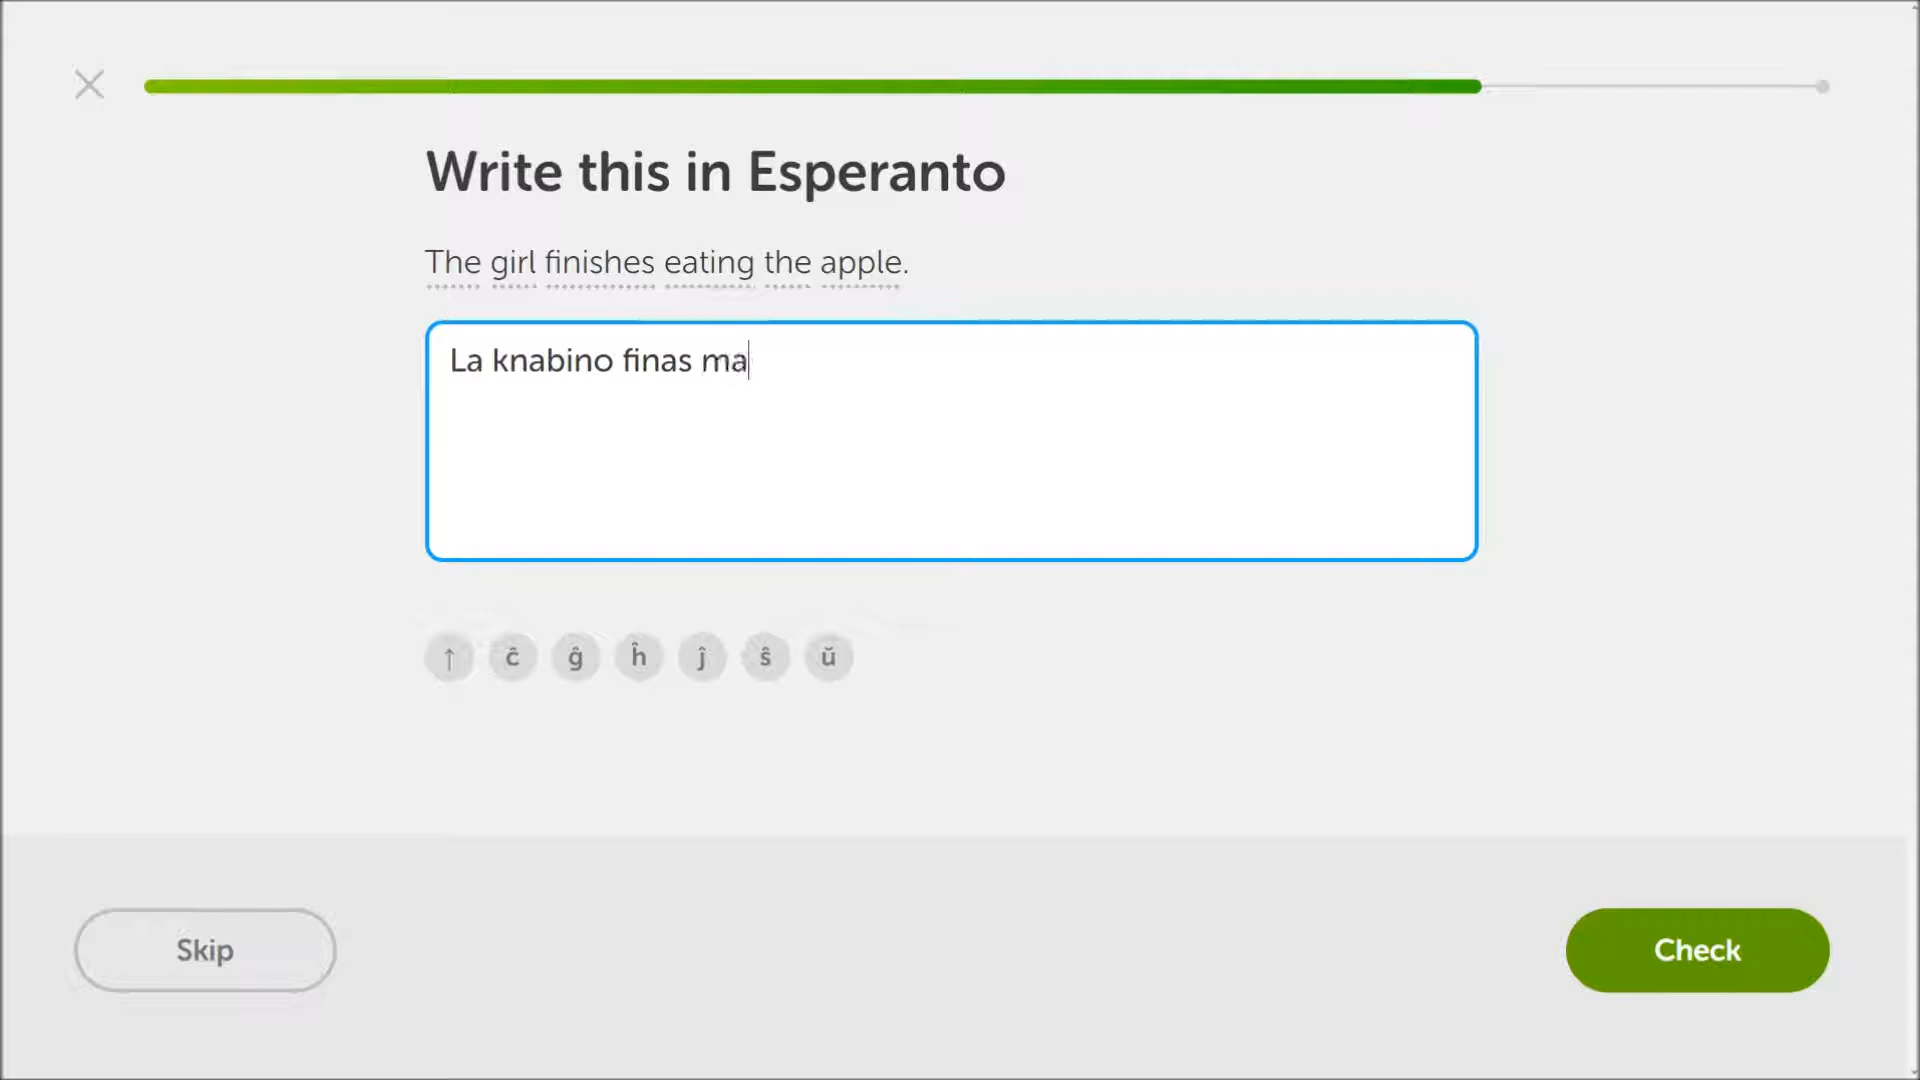 Write this in Esperanto
The girl finishes eating the apple.
La knabino finas ma
↑ ĉ ĝ ĥ ĵ ŝ ŭ
Skip
Check